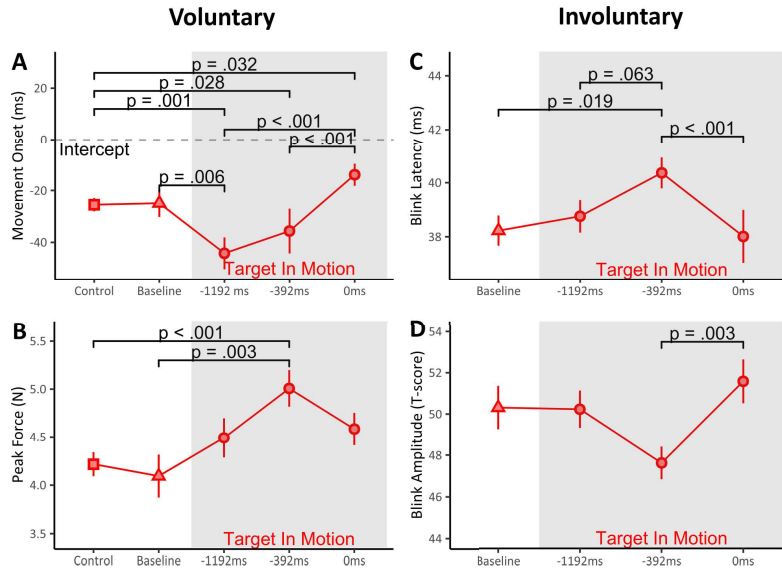 Voluntary
Involuntary
A
Movement Onset (ms)
20
0
-20
-40
p = .032
p = .028
p = .001
p < .001
p < .001
Intercept
p = .006
Target In Motion
Control
Baseline
-1192 ms
-392ms
0ms
C
Blink Latency (ms)
44
42
40
38
p = .063
p = .019
p < .001
Target In Motion
Baseline
-1192ms
-392ms
0ms
B
Peak Force (N)
5.5
5.0
4.5
4.0
3.5
p < .001
p = .003
Target In Motion
Control
Baseline
-1192ms
-392ms
0ms
D
Blink Amplitude (T-score)
54
52
50
48
46
44
p = .003
Target In Motion
Baseline
-1192ms
-392ms
0ms